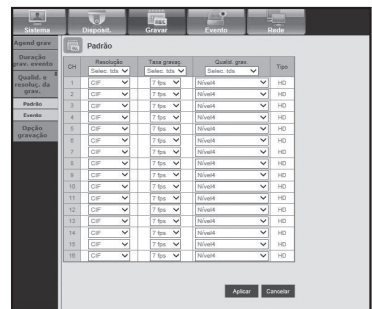 Sistema Disposit. Gravar Evento Rede
REC
Agend grav
Duração
grav. evento
Qualid. e
resoluç. da
grav.
Padrão
Evento
Opção
gravação
Padrão
CH Resolução Taxa gravaç. Qualid. grav. Tipo
Selec. tds Selec. tds Selec. tds
1 CIF 7 fps Nível4 HD
2 CIF 7 fps Nível4 HD
3 CIF 7 fps Nível4 HD
4 CIF 7 fps Nível4 HD
5 CIF 7 fps Nível4 HD
6 CIF 7 fps Nível4 HD
7 CIF 7 fps Nível4 HD
8 CIF 7 fps Nível4 HD
9 CIF 7 fps Nível4 HD
10 CIF 7 fps Nível4 HD
11 CIF 7 fps Nível4 HD
12 CIF 7 fps Nível4 HD
13 CIF 7 fps Nível4 HD
14 CIF 7 fps Nível4 HD
15 CIF 7 fps Nível4 HD
16 CIF 7 fps Nível4 HD
Aplicar Cancelar